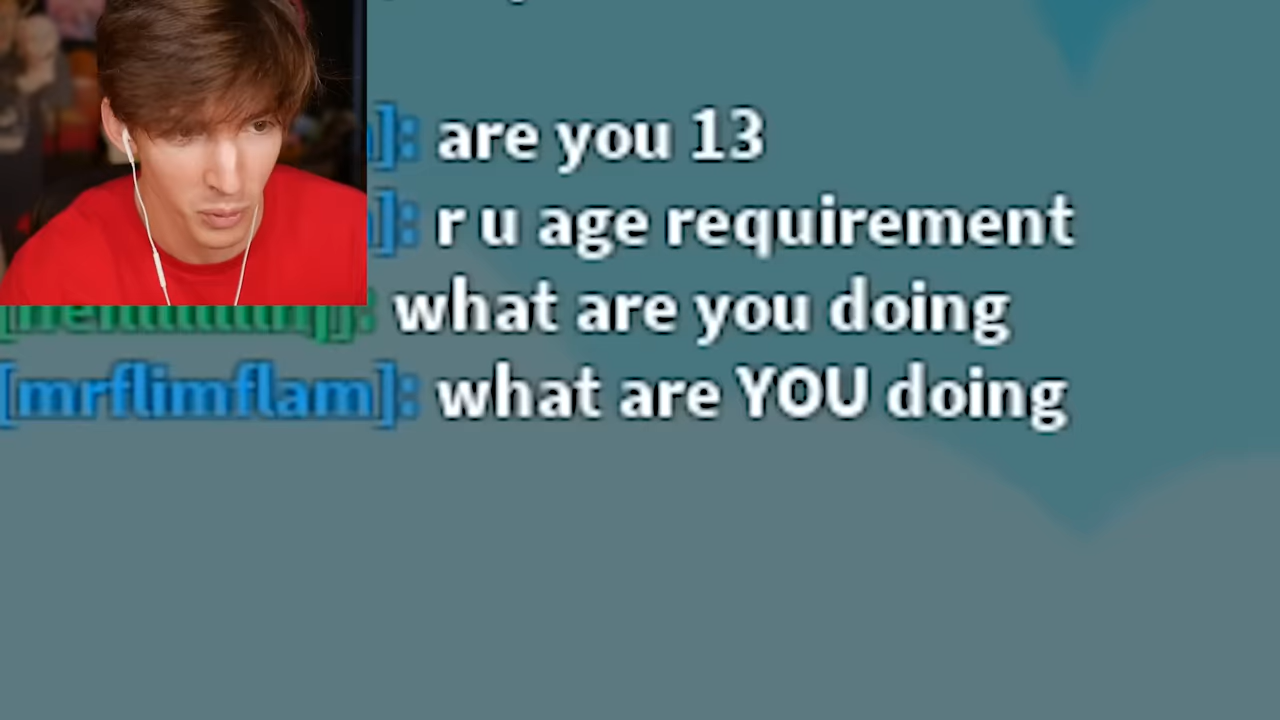 ]: are you 13
]: r u age requirement
: what are you doing
[mrflimflam]: what are YOU doing